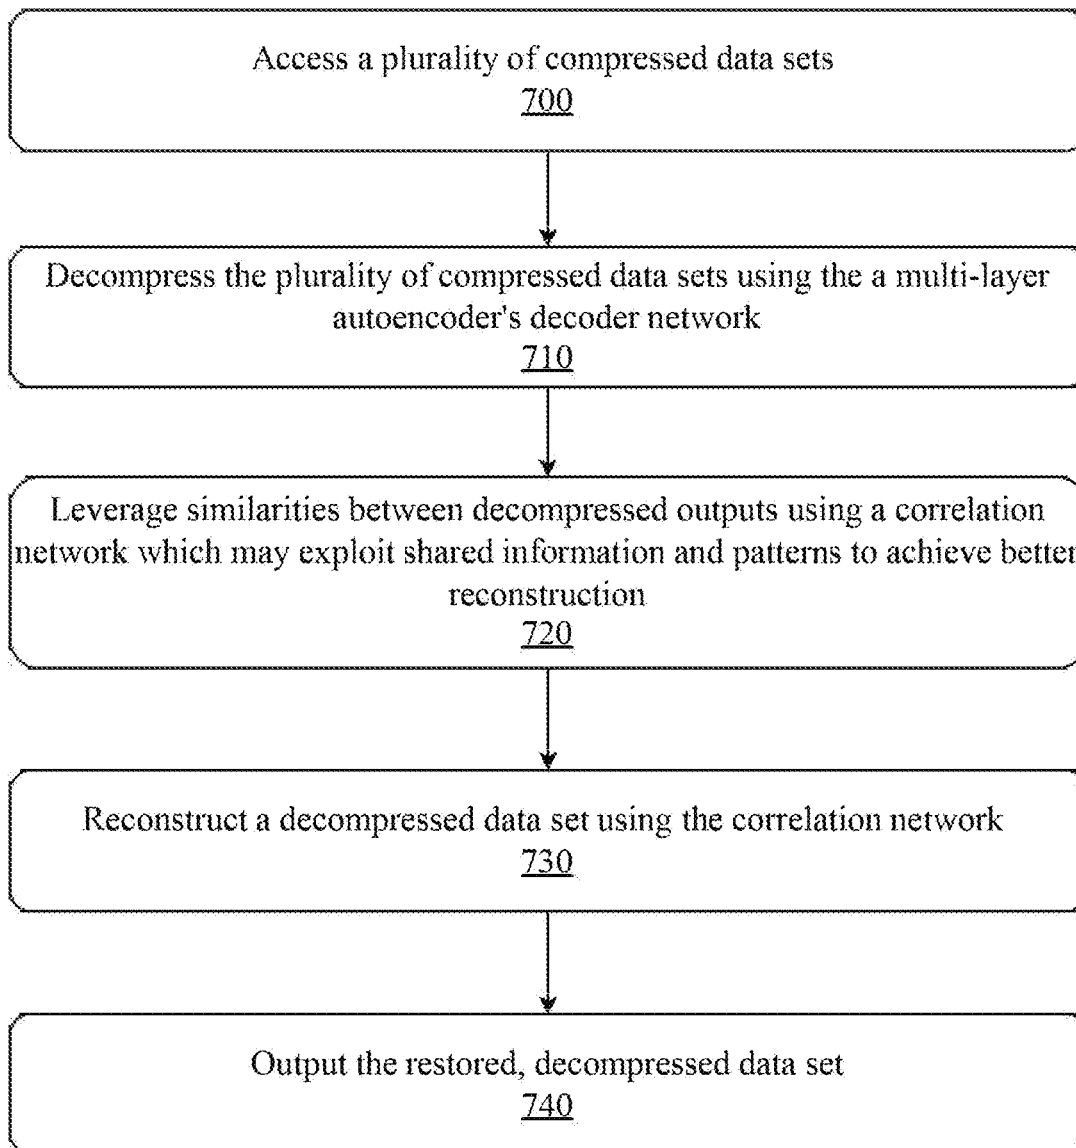 Access a plurality of compressed data sets
700
Decompress the plurality of compressed data sets using the a multi-layer
autoencoder's decoder network
710
Leverage similarities between decompressed outputs using a correlation
network which may exploit shared information and patterns to achieve better
reconstruction
720
Reconstruct a decompressed data set using the correlation network
730
Output the restored, decompressed data set
740